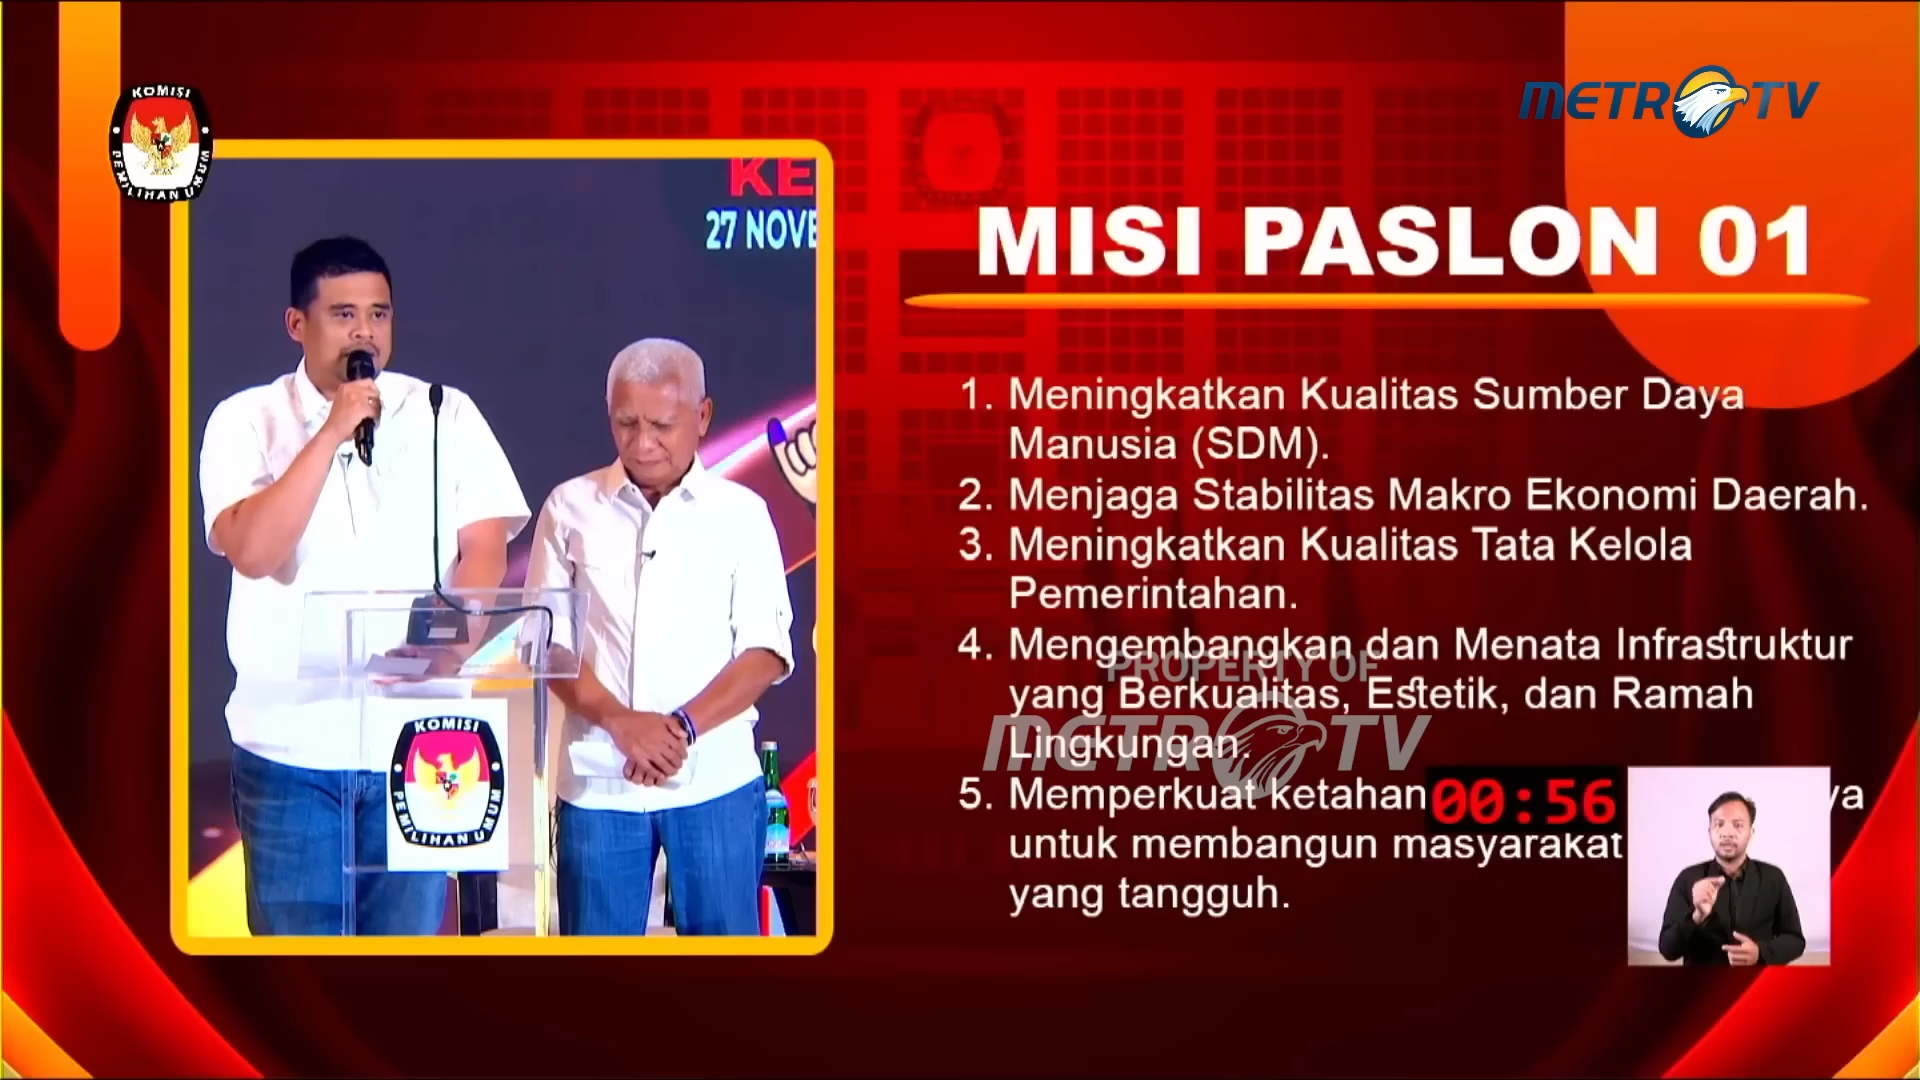 KOMISI
PEMILIHAN UMUM
METRO TV
KE
27 NOVE
MISI PASLON 01
1. Meningkatkan Kualitas Sumber Daya
Manusia (SDM).
2. Menjaga Stabilitas Makro Ekonomi Daerah.
3. Meningkatkan Kualitas Tata Kelola
Pemerintahan.
4. Mengembangkan dan Menata Infrastruktur
yang Berkualitas, Estetik, dan Ramah
Lingkungan.
PROPERTY OF
METRO TV
5. Memperkuat ketahan
00:56
untuk membangun masyarakat
yang tangguh.
KOMISI
PEMILIHAN UMUM